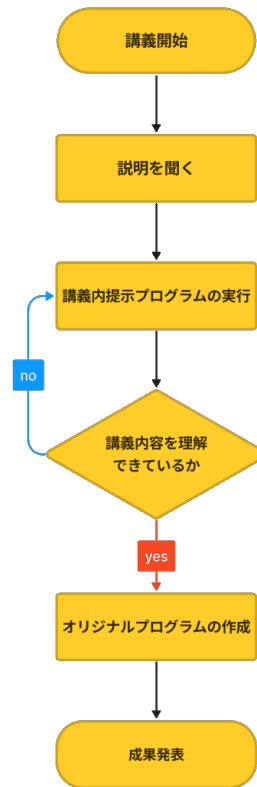 講義開始
説明を聞く
講義内提示プログラムの実行
no
講義内容を理解
できているか
yes
オリジナルプログラムの作成
成果発表